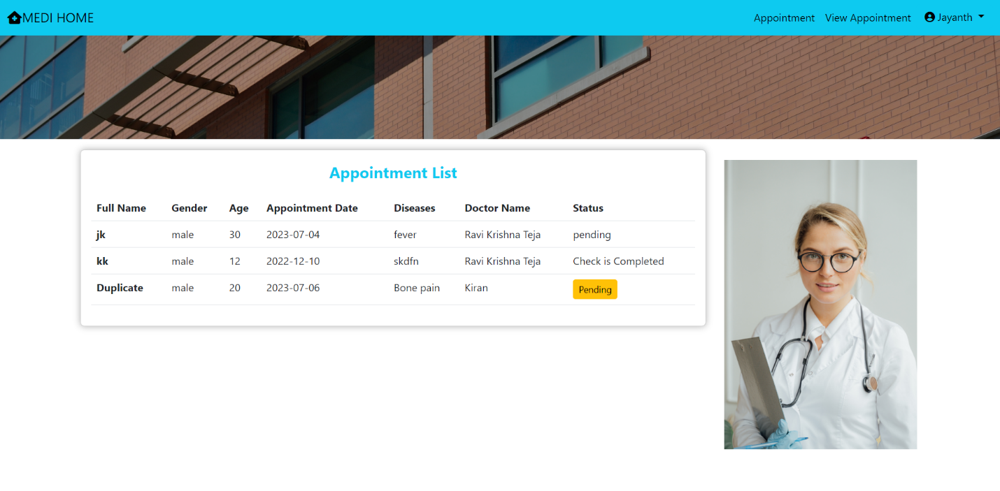 MEDI HOME Appointment View Appointment Jayanth
Appointment List
Full Name Gender Age Appointment Date Diseases Doctor Name Status
jk male 30 2023-07-04 fever Ravi Krishna Teja pending
kk male 12 2022-12-10 skdfn Ravi Krishna Teja Check is Completed
Duplicate male 20 2023-07-06 Bone pain Kiran Pending